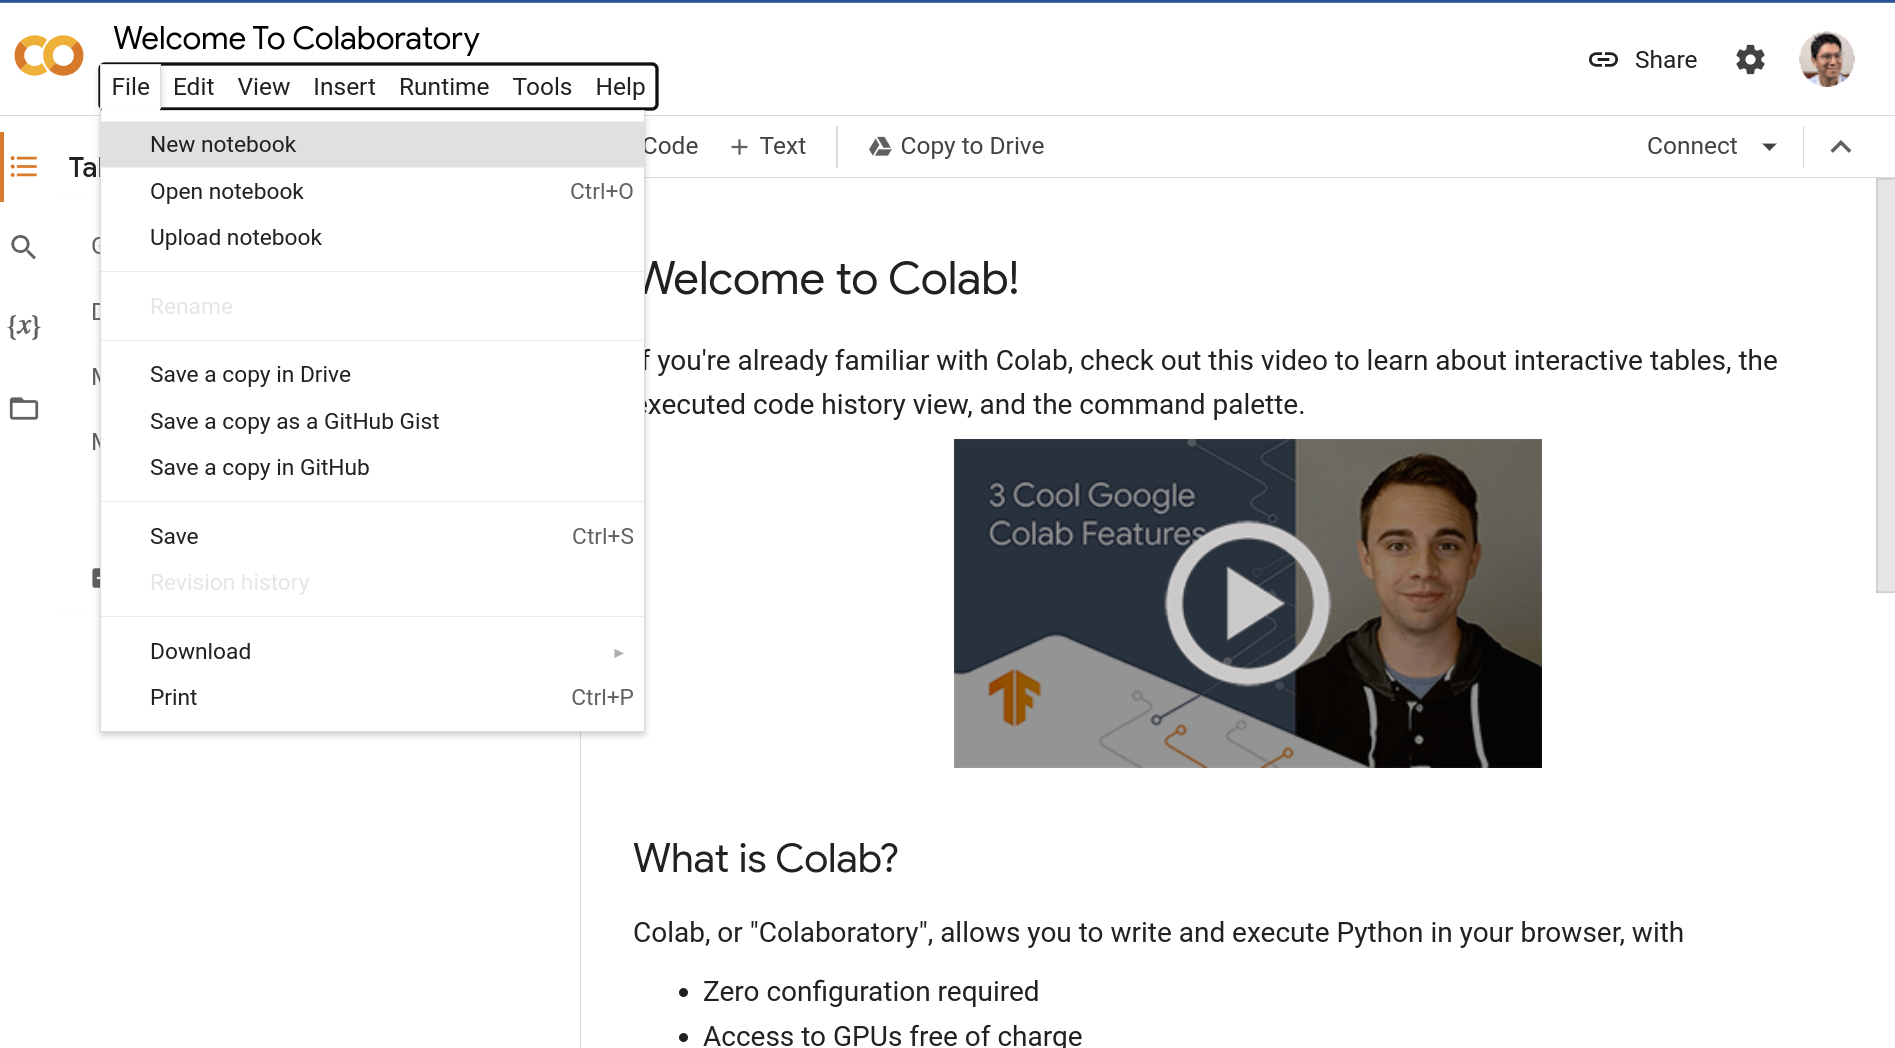 Welcome To Colaboratory
File Edit View Insert Runtime Tools Help
Share
New notebook
Open notebook Ctrl+O
Upload notebook
Rename
Save a copy in Drive
Save a copy as a GitHub Gist
Save a copy in GitHub
Save Ctrl+S
Revision history
Download
Print Ctrl+P
{x}
Code + Text Copy to Drive Connect
Welcome to Colab!
you're already familiar with Colab, check out this video to learn about interactive tables, the
executed code history view, and the command palette.
3 Cool Google
Colab Features
What is Colab?
Colab, or "Colaboratory", allows you to write and execute Python in your browser, with
• Zero configuration required
• Access to GPUs free of charge